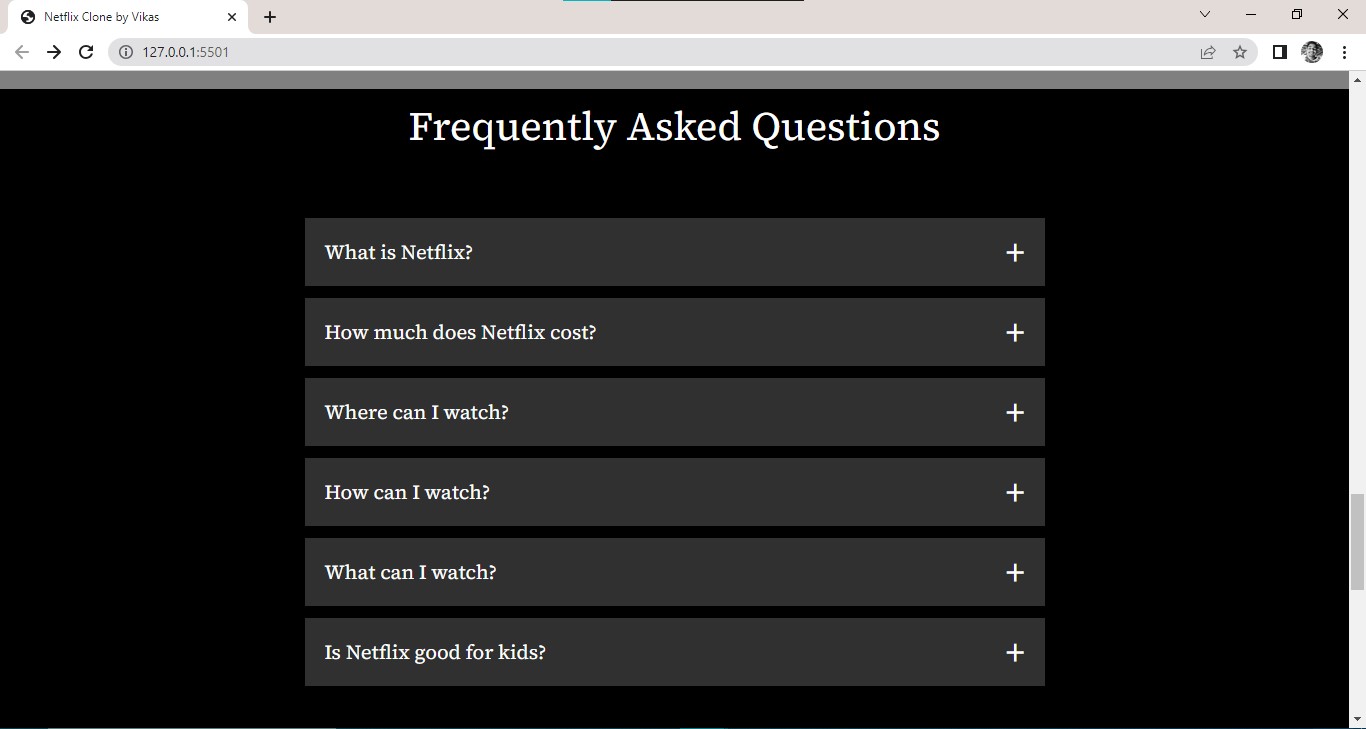 Netflix Clone by Vikas
127.0.0.1:5501
Frequently Asked Questions
What is Netflix?
How much does Netflix cost?
Where can I watch?
How can I watch?
What can I watch?
Is Netflix good for kids?